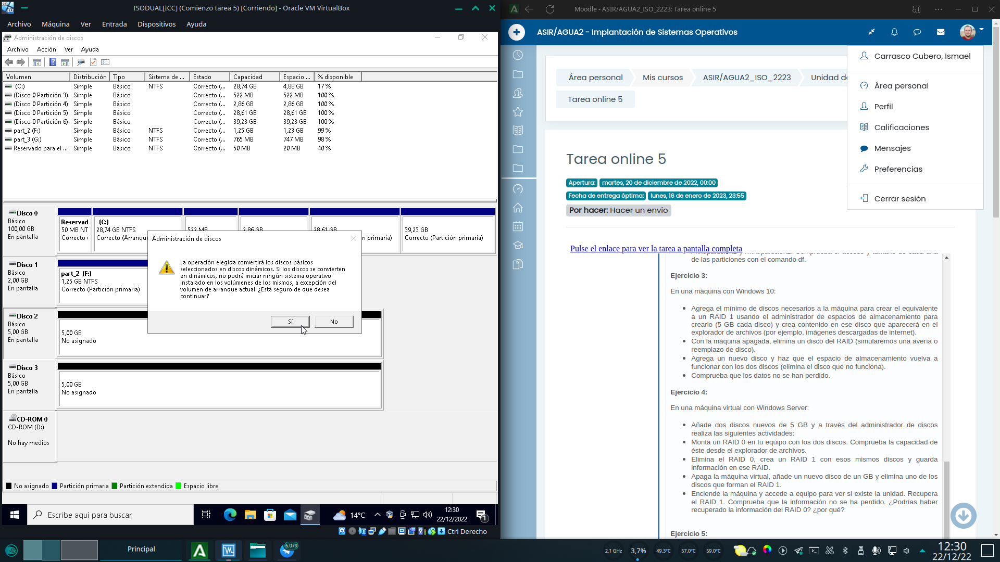 ISODUAL[ICC] (Comienzo tarea 5) [Corriendo] - Oracle VM VirtualBox
Archivo Máquina Ver Entrada Dispositivos Ayuda
Administración de discos
Archivo Acción Ver Ayuda
Volumen Distribución Tipo Sistema de ... Estado Capacidad Espacio ... % disponible
(C:) Simple Básico NTFS Correcto (... 28,74 GB 4,88 GB 17 %
(Disco 0 Partición 3) Simple Básico Correcto (... 522 MB 522 MB 100 %
(Disco 0 Partición 4) Simple Básico Correcto (... 2,86 GB 2,86 GB 100 %
(Disco 0 Partición 5) Simple Básico Correcto (... 28,61 GB 28,61 GB 100 %
(Disco 0 Partición 6) Simple Básico Correcto (... 39,23 GB 39,23 GB 100 %
part_2 (F:) Simple Básico NTFS Correcto (... 1,25 GB 1,23 GB 99 %
part_3 (G:) Simple Básico NTFS Correcto (... 765 MB 747 MB 98 %
Reservado para el ... Simple Básico NTFS Correcto (... 50 MB 20 MB 40 %
Disco 0
Básico
100,00 GB
En pantalla
Reservad
50 MB NT
Correcto
(C:)
28,74 GB NTFS
Correcto (Arranqu
522 MB
2,86 GB
28,61 GB
n primaria)
39,23 GB
Correcto (Partición primaria)
Disco 1
Básico
2,00 GB
En pantalla
part_2 (F:)
1,25 GB NTFS
Correcto (Partición primaria)
Administración de discos
La operación elegida convertirá los discos básicos
seleccionados en discos dinámicos. Si los discos se convierten
en dinámicos, no podrá iniciar ningún sistema operativo
instalado en los volúmenes de los mismos, a excepción del
volumen de arranque actual. ¿Está seguro de que desea
continuar?
Sí No
Disco 2
Básico
5,00 GB
En pantalla
5,00 GB
No asignado
Disco 3
Básico
5,00 GB
En pantalla
5,00 GB
No asignado
CD-ROM 0
CD-ROM (D:)
No hay medios
No asignado Partición primaria Partición extendida Espacio libre
Escribe aquí para buscar
14°C
12:30
22/12/2022
1
Ctrl Derecho
Moodle - ASIR/AGUA2_ISO_2223: Tarea online 5
ASIR/AGUA2 - Implantación de Sistemas Operativos
Carrasco Cubero, Ismael
Área personal
Perfil
Calificaciones
Mensajes
Preferencias
Cerrar sesión
Área personal Mis cursos ASIR/AGUA2_ISO_2223 Unidad d
Tarea online 5
Tarea online 5
Apertura: martes, 20 de diciembre de 2022, 00:00
Fecha de entrega óptima: lunes, 16 de enero de 2023, 23:55
Por hacer: Hacer un envío
Pulse el enlace para ver la tarea a pantalla completa
de las particiones con el comando df.
Ejercicio 3:
En una máquina con Windows 10:
Agrega el mínimo de discos necesarios a la máquina para crear el equivalente
a un RAID 1 usando el administrador de espacios de almacenamiento para
crearlo (5 GB cada disco) y crea contenido en ese disco que aparecerá en el
explorador de archivos (por ejemplo, imágenes descargadas de internet).
Con la máquina apagada, elimina un disco del RAID (simularemos una avería o
reemplazo de disco).
Agrega un nuevo disco y haz que el espacio de almacenamiento vuelva a
funcionar con los dos discos (elimina el disco que no funciona).
Comprueba que los datos no se han perdido.
Ejercicio 4:
En una máquina virtual con Windows Server:
Añade dos discos nuevos de 5 GB y a través del administrador de discos
realiza las siguientes actividades:
Monta un RAID 0 en tu equipo con los dos discos. Comprueba la capacidad de
éste desde el explorador de archivos.
Elimina el RAID 0, crea un RAID 1 con esos mismos discos y guarda
información en ese RAID.
Apaga la máquina virtual, añade un nuevo disco de un GB y elimina uno de los
discos que forman el RAID 1.
Enciende la máquina y accede a equipo para ver si existe la unidad. Recupera
el RAID 1. Comprueba que la información no se ha perdido. ¿Podrías haber
recuperado la información del RAID 0? ¿por qué?
Ejercicio 5:
Principal
6.079
2,1 GHz 3,7% 49,3°C 57,0°C 59,0°C
12:30
22/12/22